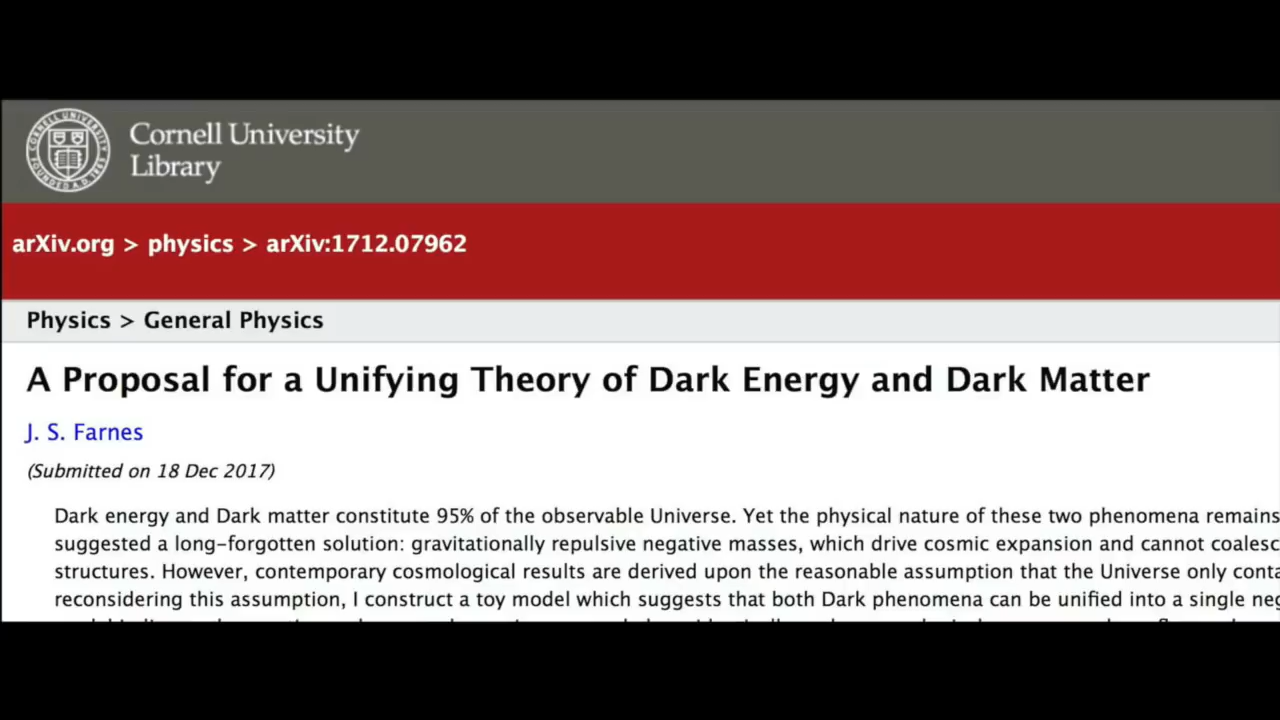 Cornell University
Library
arXiv.org > physics > arXiv:1712.07962
Physics > General Physics
A Proposal for a Unifying Theory of Dark Energy and Dark Matter
J. S. Farnes
(Submitted on 18 Dec 2017)
Dark energy and Dark matter constitute 95% of the observable Universe. Yet the physical nature of these two phenomena remains
suggested a long-forgotten solution: gravitationally repulsive negative masses, which drive cosmic expansion and cannot coalesc
structures. However, contemporary cosmological results are derived upon the reasonable assumption that the Universe only conta
reconsidering this assumption, I construct a toy model which suggests that both Dark phenomena can be unified into a single neg